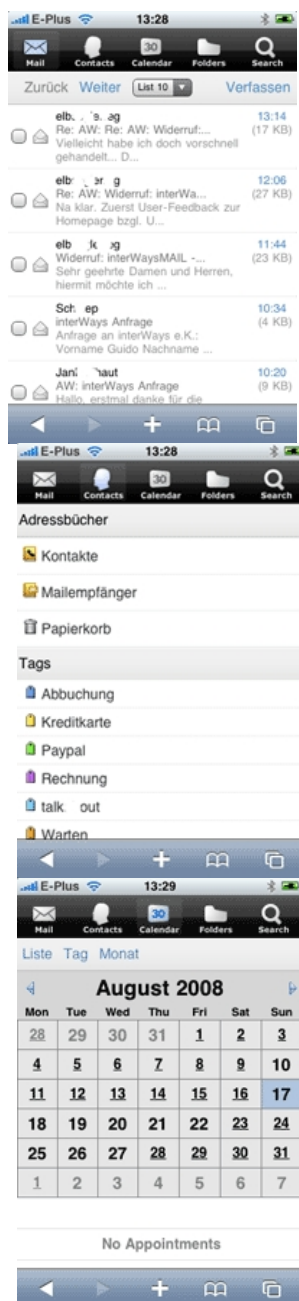 E-Plus 13:28
Mail Contacts 30 Calendar Folders Search
Zurück Weiter List 10 Verfassen
13:14
Re: AW: Re: AW: Widerruf:... (17 KB)
Vielleicht habe ich doch vorschnell
gehandelt... D...
12:06
Re: AW: Widerruf: interWa... (27 KB)
Na klar. Zuerst User-Feedback zur
Homepage bzgl. U...
11:44
Widerruf: interWaysMAIL -... (23 KB)
Sehr geehrte Damen und Herren,
hiermit möchte ich ...
10:34
interWays Anfrage (4 KB)
Anfrage an interWays e.K.:
Vorname Guido Nachname ...
10:20
AW: interWays Anfrage (9 KB)
Hallo, erstmal danke für die
E-Plus 13:28
Mail Contacts 30 Calendar Folders Search
Adressbücher
Kontakte
Mailempfänger
Papierkorb
Tags
Abbuchung
Kreditkarte
Paypal
Rechnung
talk out
Warten
E-Plus 13:29
Mail Contacts 30 Calendar Folders Search
Liste Tag Monat
August 2008
Mon Tue Wed Thu Fri Sat Sun
28 29 30 31 1 2 3
4 5 6 7 8 9 10
11 12 13 14 15 16 17
18 19 20 21 22 23 24
25 26 27 28 29 30 31
1 2 3 4 5 6 7
No Appointments